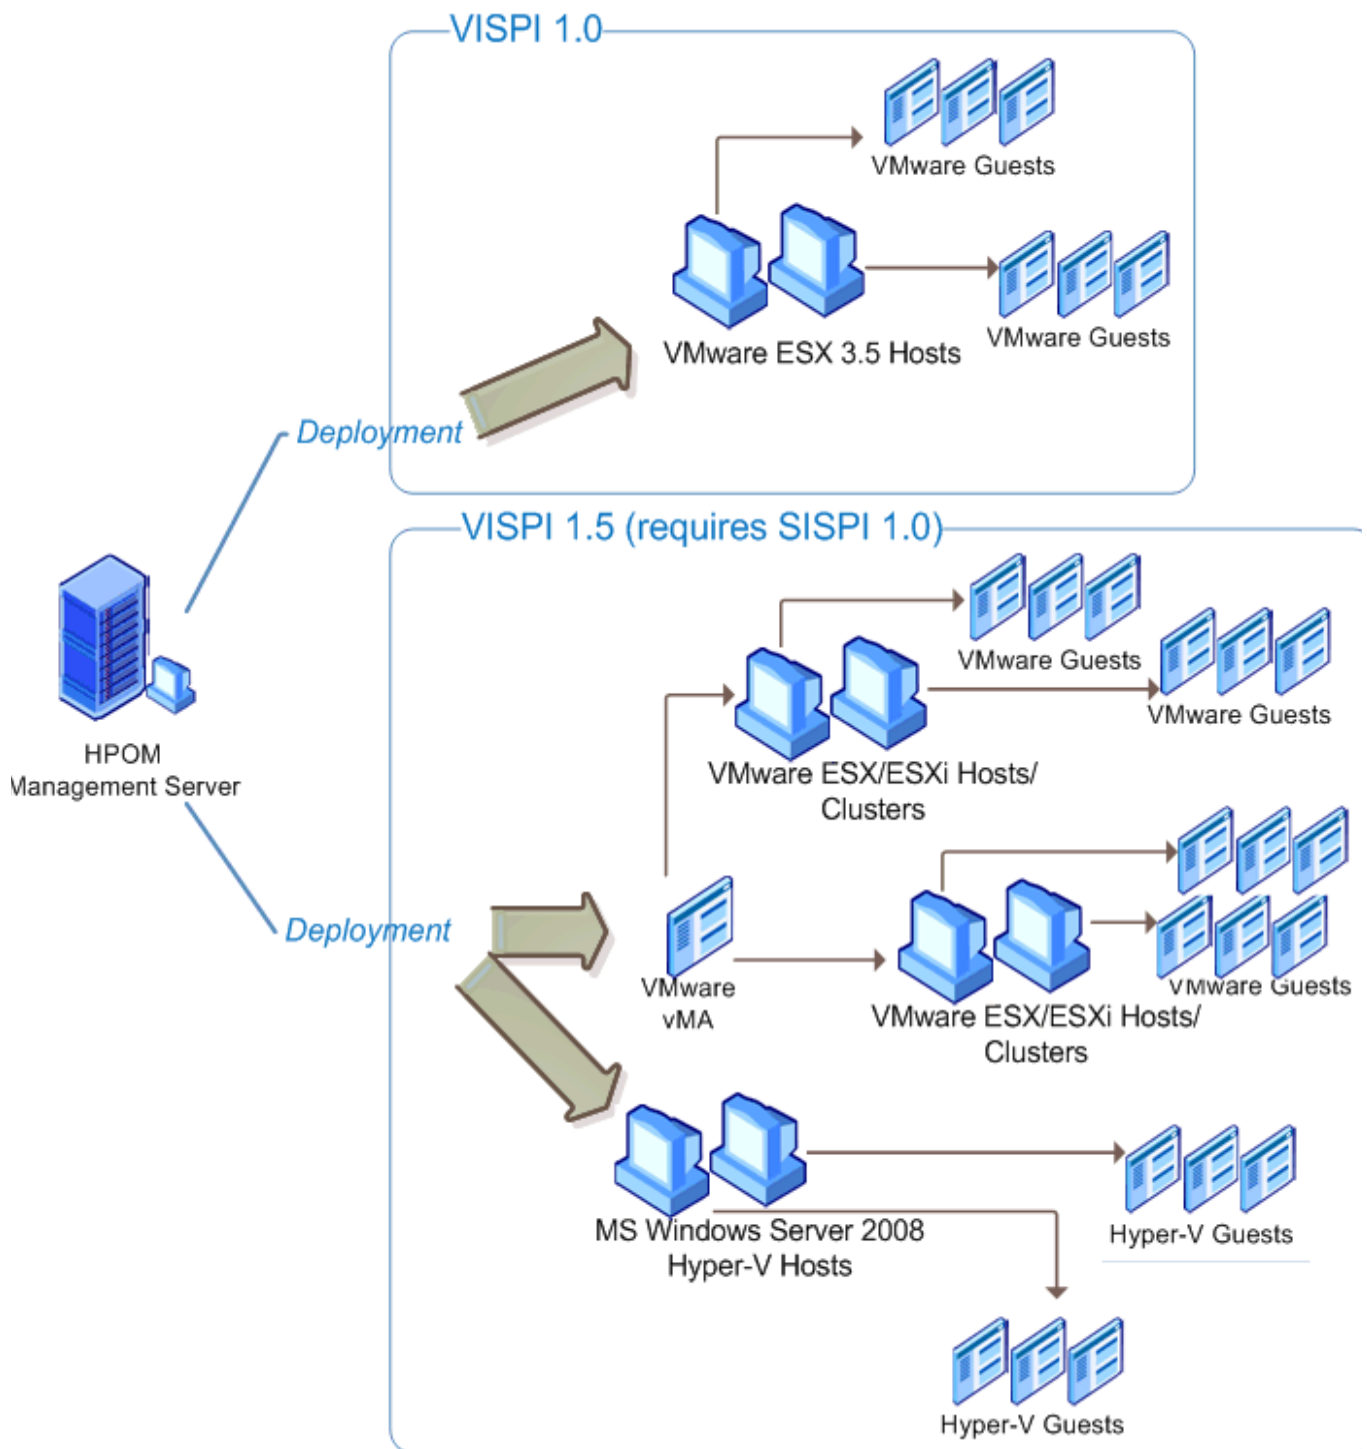 VISPI 1.0
VMware Guests
VMware Guests
VMware ESX 3.5 Hosts
Deployment
VISPI 1.5 (requires SISPI 1.0)
VMware Guests
VMware Guests
VMware ESX/ESXi Hosts/
Clusters
HPOM
Management Server
Deployment
VMware
vMA
VMware Guests
VMware ESX/ESXi Hosts/
Clusters
MS Windows Server 2008
Hyper-V Hosts
Hyper-V Guests
Hyper-V Guests